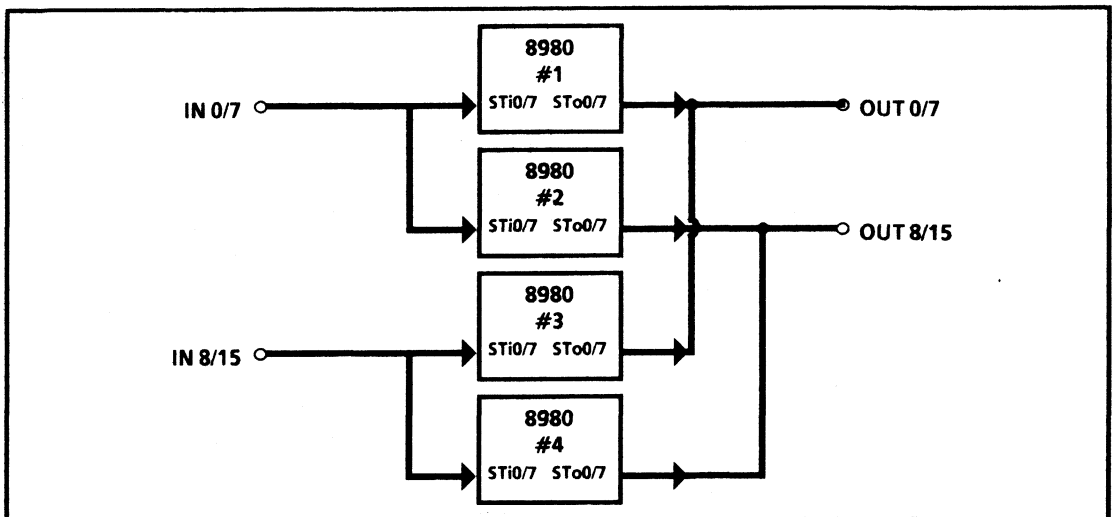 8980
#1
IN 0/7
STi0/7 STo0/7
OUT 0/7
8980
#2
STi0/7 STo0/7
OUT 8/15
8980
#3
IN 8/15
STi0/7 STo0/7
8980
#4
STi0/7 STo0/7